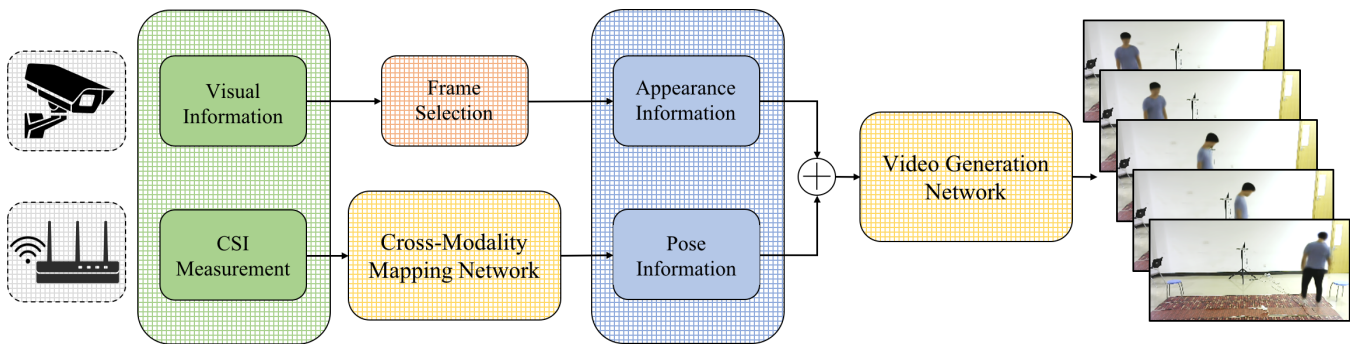 Visual
Information
Frame
Selection
Appearance
Information
Video Generation
Network
CSI
Measurement
Cross-Modality
Mapping Network
Pose
Information